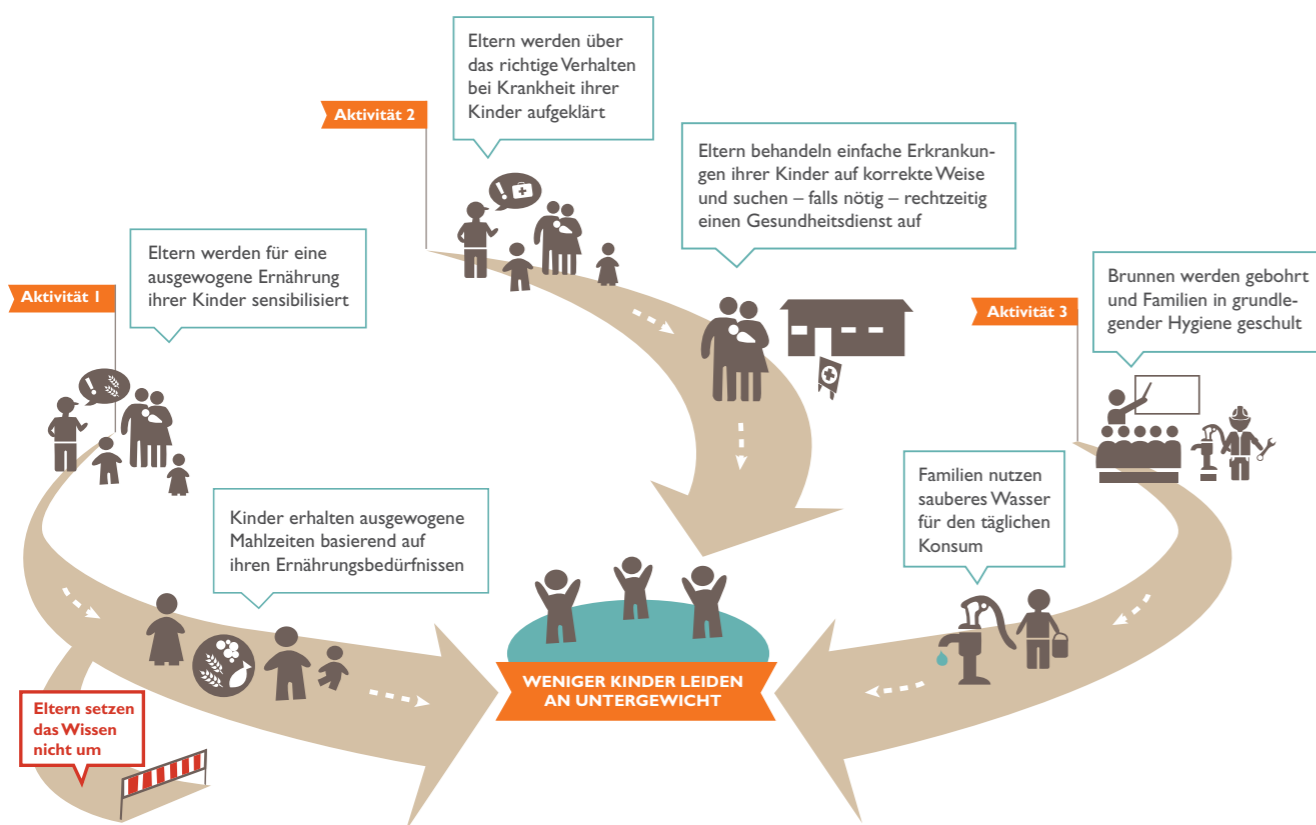 Aktivität 1
Eltern werden für eine
ausgewogene Ernährung
ihrer Kinder sensibilisiert
Kinder erhalten ausgewogene
Mahlzeiten basierend auf
ihren Ernährungsbedürfnissen
Eltern setzen
das Wissen
nicht um
Aktivität 2
Eltern werden über
das richtige Verhalten
bei Krankheit ihrer
Kinder aufgeklärt
Eltern behandeln einfache Erkrankun-
gen ihrer Kinder auf korrekte Weise
und suchen – falls nötig – rechtzeitig
einen Gesundheitsdienst auf
Aktivität 3
Brunnen werden gebohrt
und Familien in grundle-
gender Hygiene geschult
Familien nutzen
sauberes Wasser
für den täglichen
Konsum
WENIGER KINDER LEIDEN
AN UNTERGEWICHT